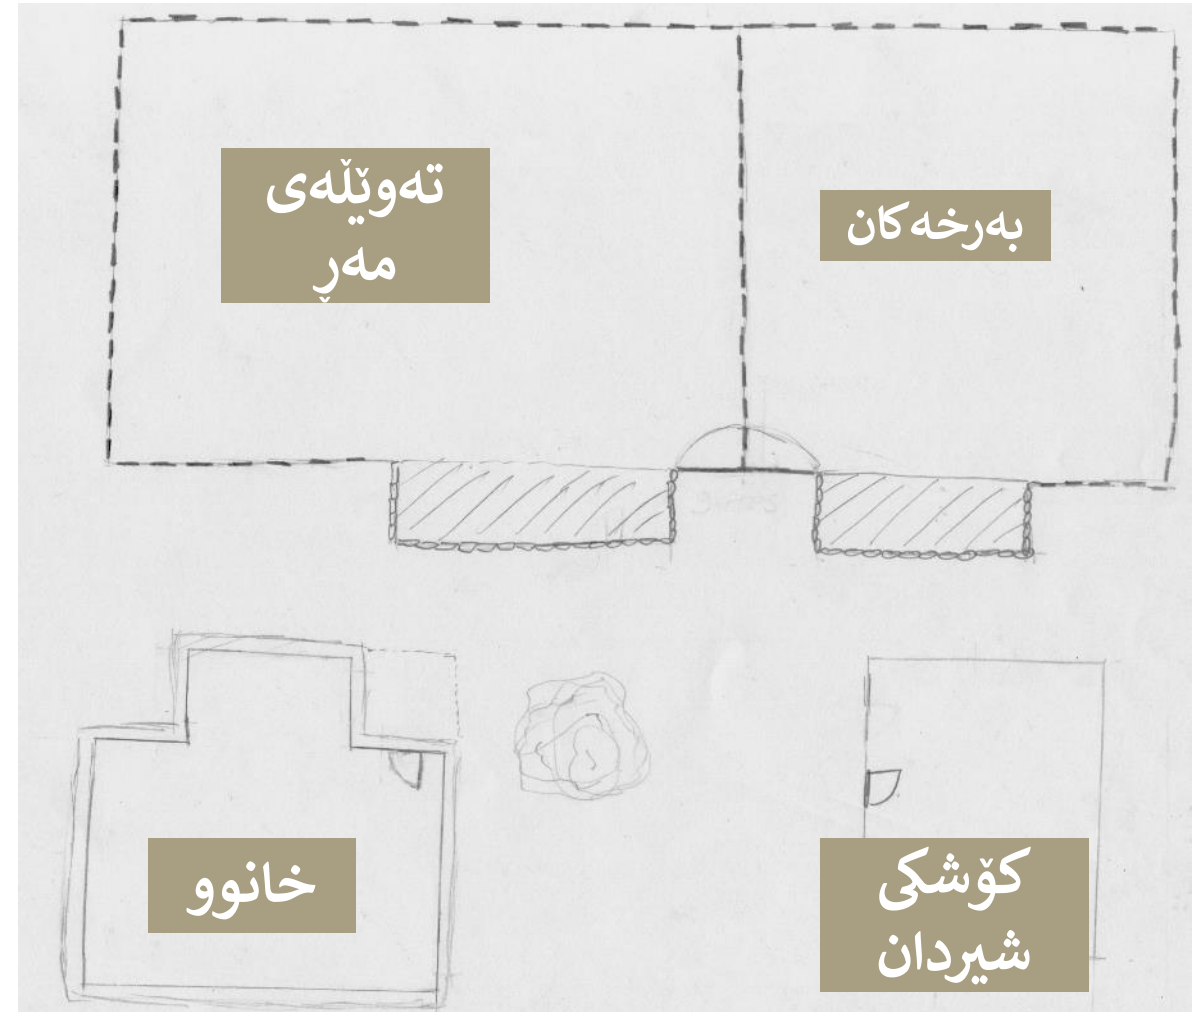 تەوێڵەی
مەڕ
بەرخەکان
خانوو
کۆشکی
شیردان